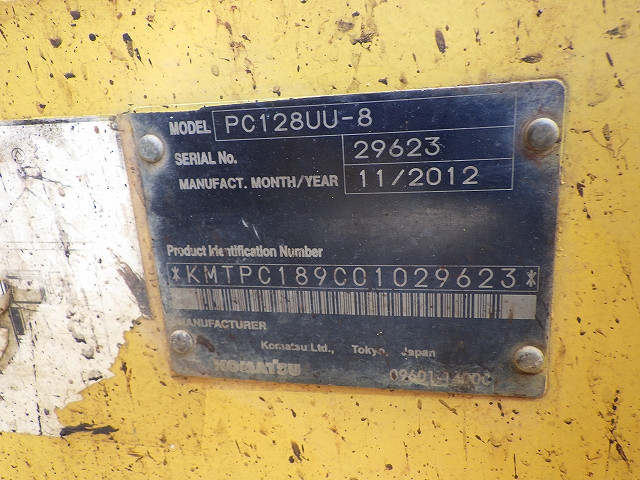 MODEL PC128UU-8
SERIAL No. 29623
MANUFACT. MONTH/YEAR 11/2012
Product Identification Number
*KMTPC189C01029623*
MANUFACTURER
Komatsu Ltd., Tokyo, Japan
KOMATSU